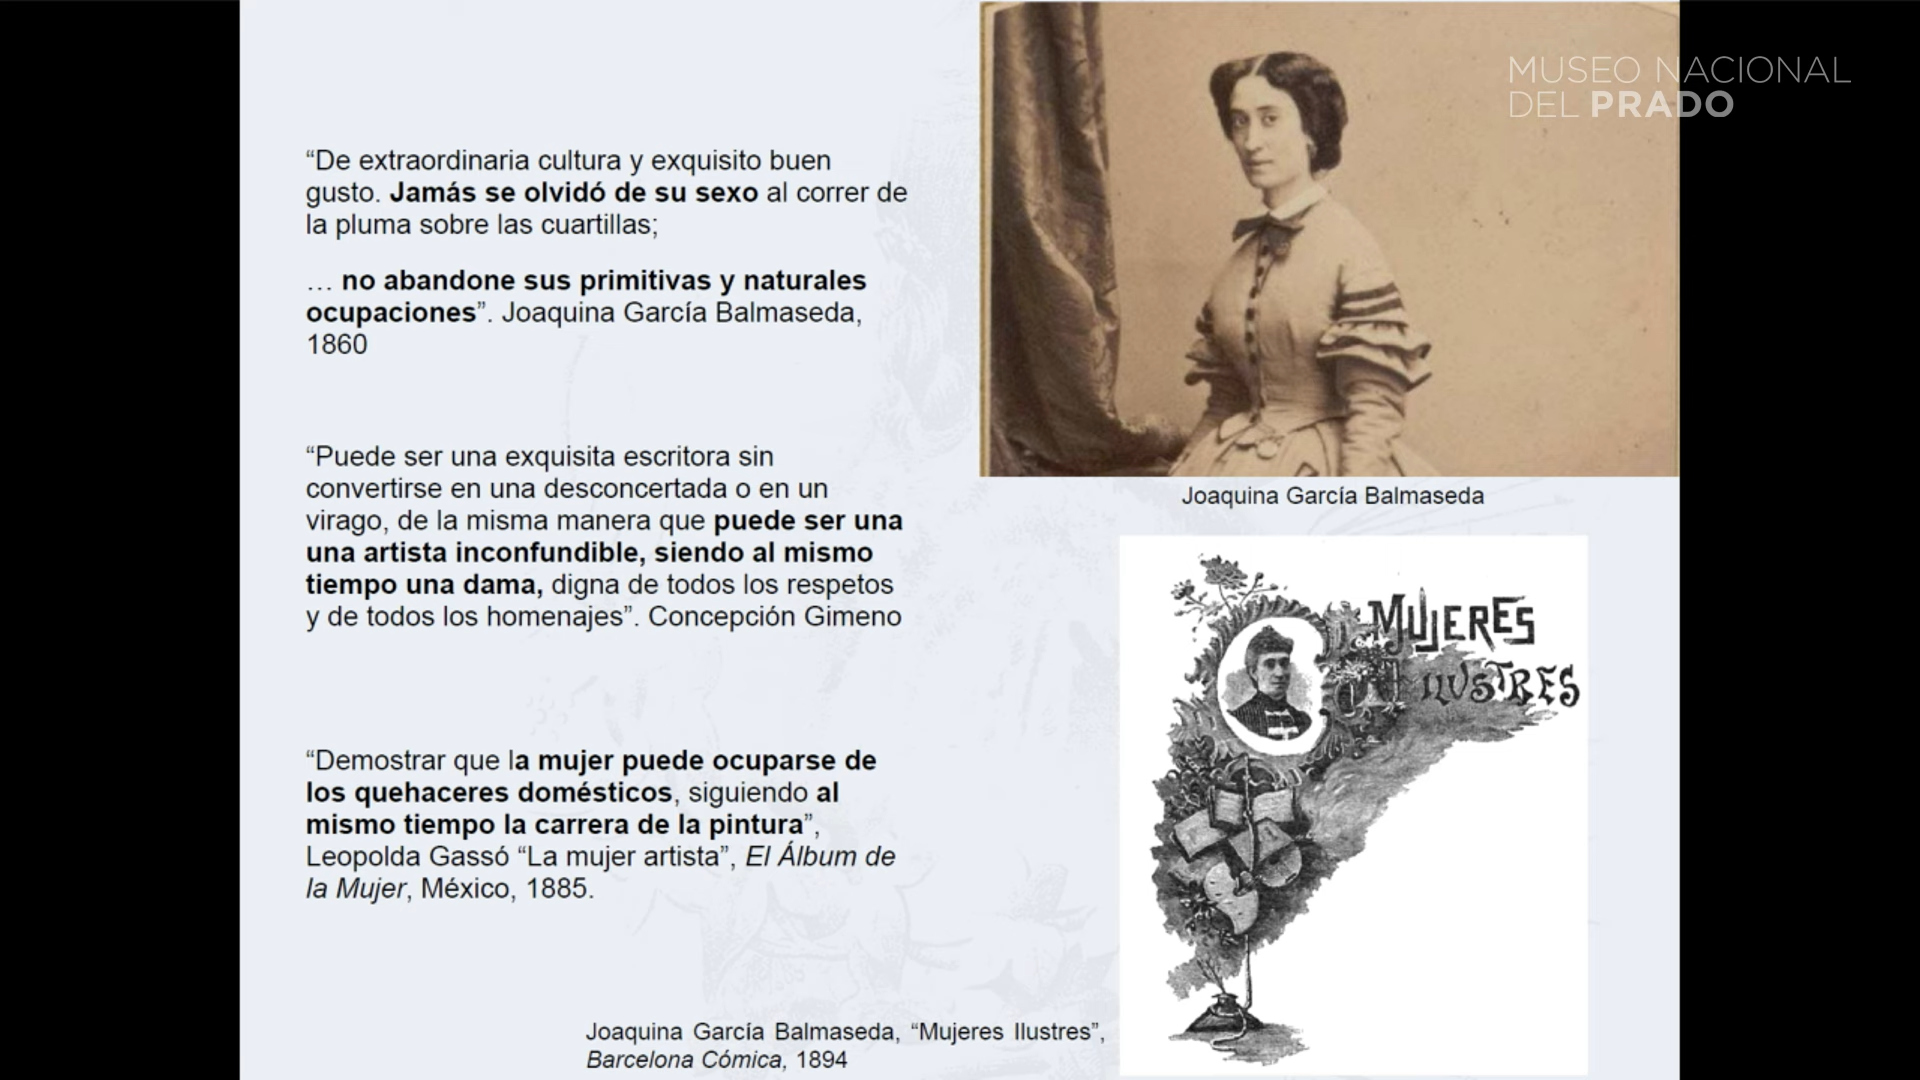 MUSEO NACIONAL
DEL PRADO
“De extraordinaria cultura y exquisito buen
gusto. Jamás se olvidó de su sexo al correr de
la pluma sobre las cuartillas;
… no abandone sus primitivas y naturales
ocupaciones”. Joaquina García Balmaseda,
1860
“Puede ser una exquisita escritora sin
convertirse en una desconcertada o en un
virago, de la misma manera que puede ser una
una artista inconfundible, siendo al mismo
tiempo una dama, digna de todos los respetos
y de todos los homenajes”. Concepción Gimeno
“Demostrar que la mujer puede ocuparse de
los quehaceres domésticos, siguiendo al
mismo tiempo la carrera de la pintura”,
Leopolda Gassó “La mujer artista”, El Álbum de
la Mujer, México, 1885.
Joaquina García Balmaseda
MUJERES
ILUSTRES
Joaquina García Balmaseda, “Mujeres Ilustres”,
Barcelona Cómica, 1894